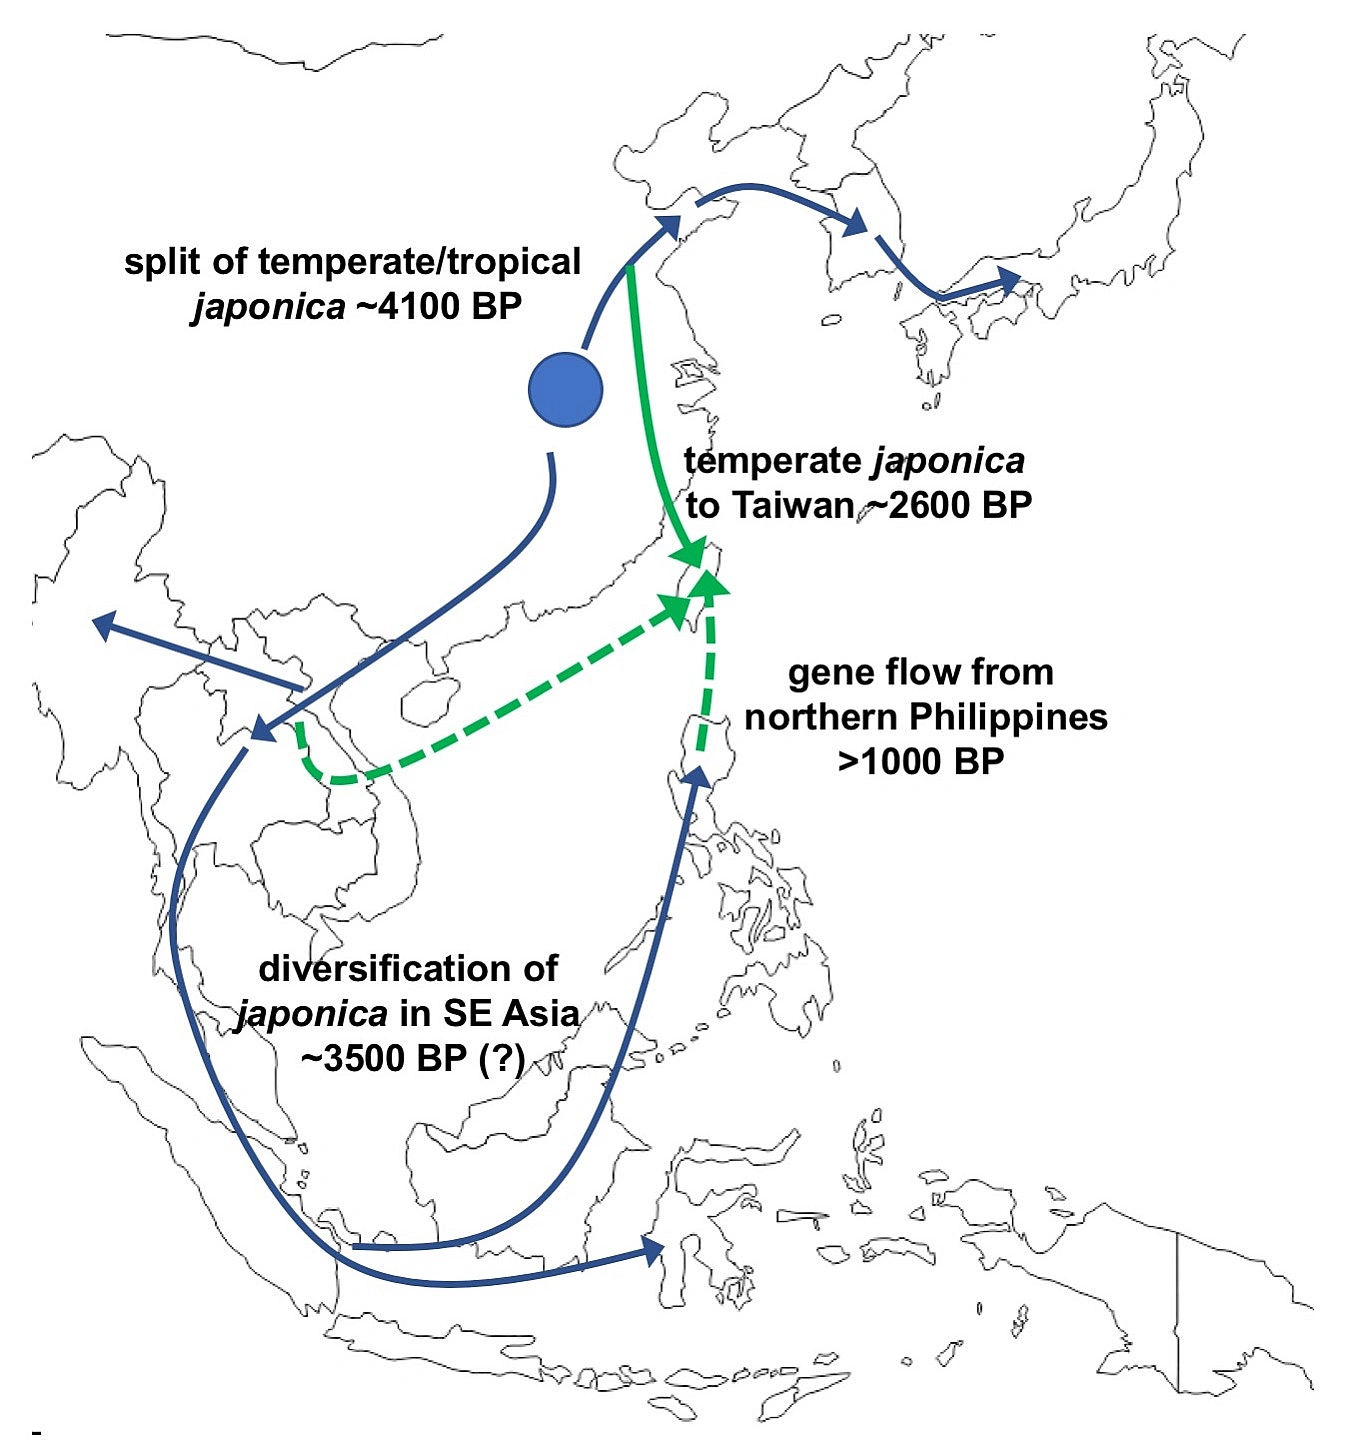 split of temperate/tropical
japonica ~4100 BP
temperate japonica
to Taiwan ~2600 BP
gene flow from
northern Philippines
>1000 BP
diversification of
japonica in SE Asia
~3500 BP (?)